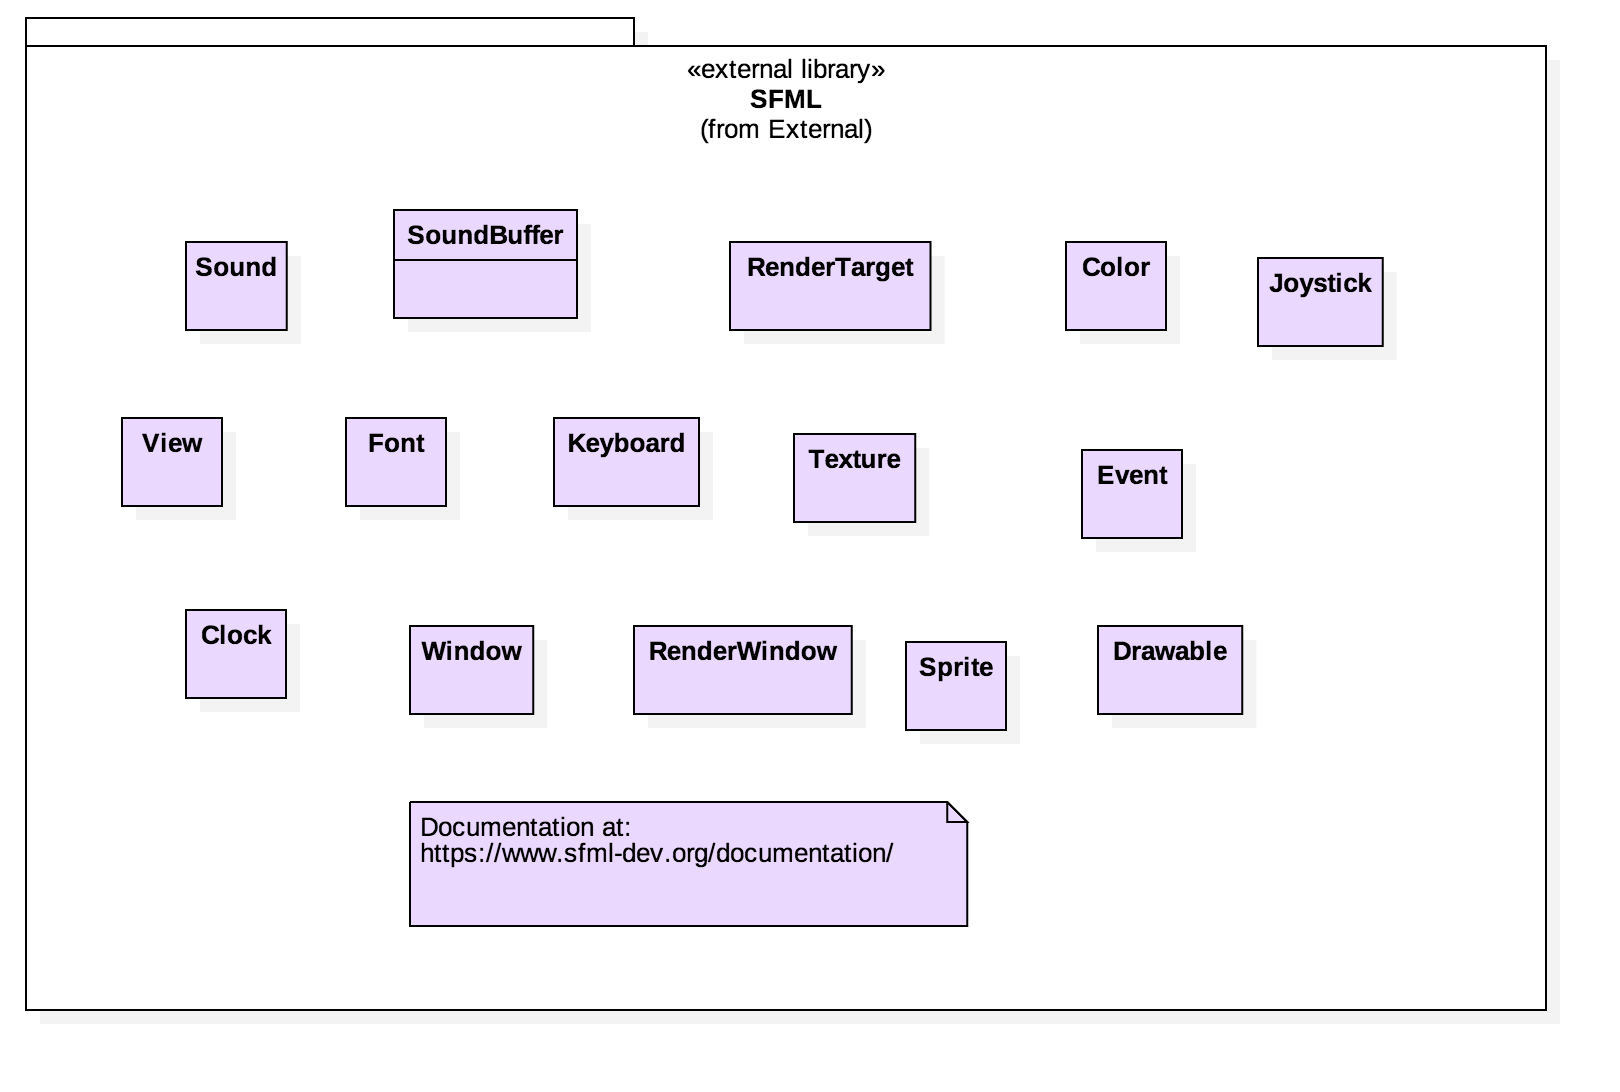 «external library»
SFML
(from External)
Sound
SoundBuffer
RenderTarget
Color
Joystick
View
Font
Keyboard
Texture
Event
Clock
Window
RenderWindow
Sprite
Drawable
Documentation at:
https://www.sfml-dev.org/documentation/